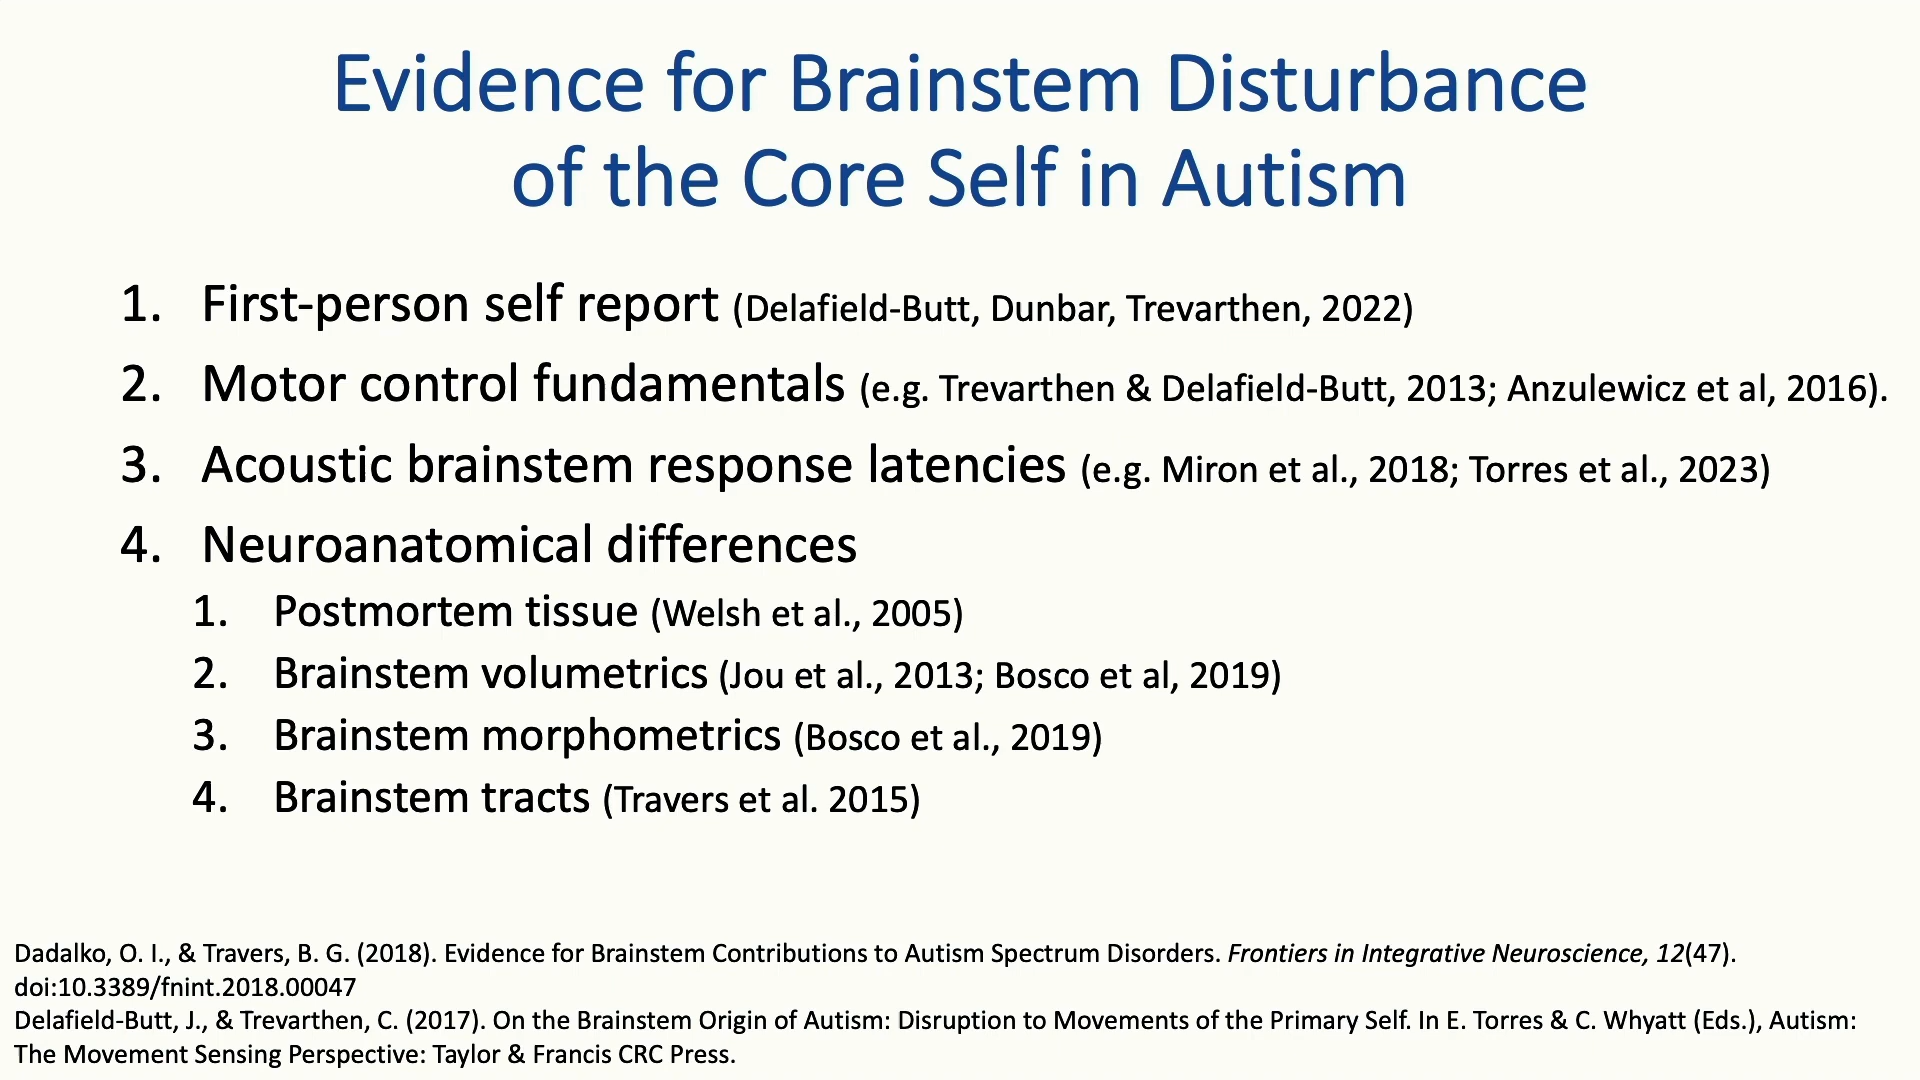 Evidence for Brainstem Disturbance
of the Core Self in Autism
1. First-person self report (Delafield-Butt, Dunbar, Trevarthen, 2022)
2. Motor control fundamentals (e.g. Trevarthen & Delafield-Butt, 2013; Anzulewicz et al, 2016).
3. Acoustic brainstem response latencies (e.g. Miron et al., 2018; Torres et al., 2023)
4. Neuroanatomical differences
1. Postmortem tissue (Welsh et al., 2005)
2. Brainstem volumetrics (Jou et al., 2013; Bosco et al, 2019)
3. Brainstem morphometrics (Bosco et al., 2019)
4. Brainstem tracts (Travers et al. 2015)
Dadalko, O. I., & Travers, B. G. (2018). Evidence for Brainstem Contributions to Autism Spectrum Disorders. Frontiers in Integrative Neuroscience, 12(47).
doi:10.3389/fnint.2018.00047
Delafield-Butt, J., & Trevarthen, C. (2017). On the Brainstem Origin of Autism: Disruption to Movements of the Primary Self. In E. Torres & C. Whyatt (Eds.), Autism:
The Movement Sensing Perspective: Taylor & Francis CRC Press.